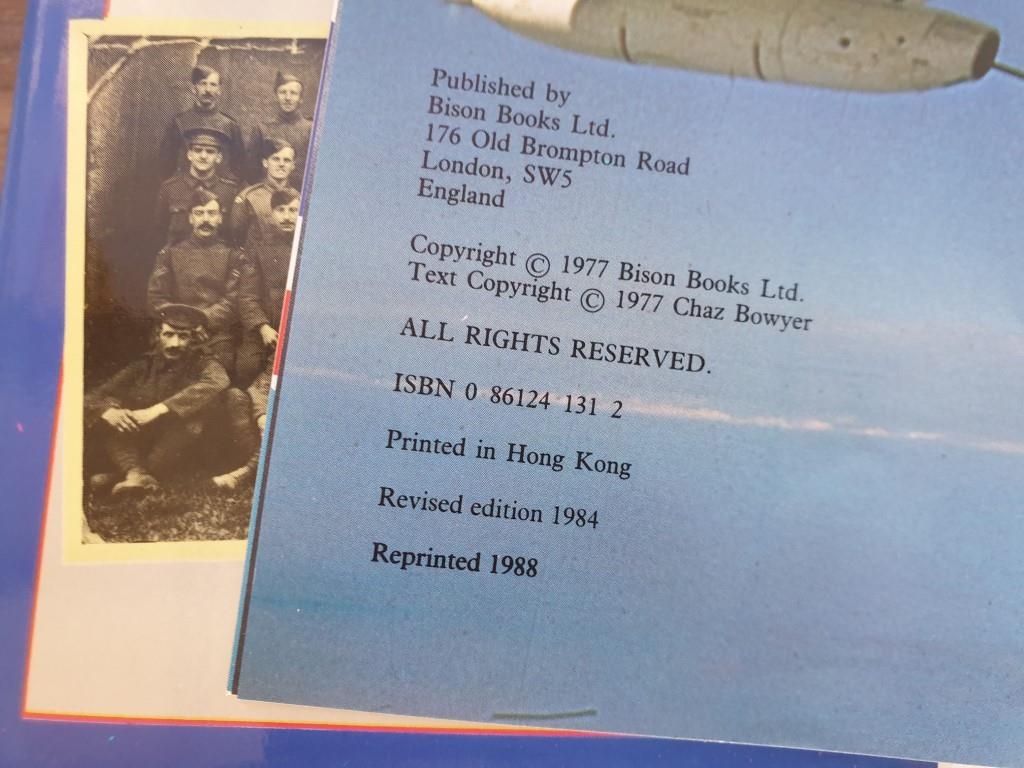 Published by
Bison Books Ltd.
176 Old Brompton Road
London, SW5
England
Copyright © 1977 Bison Books Ltd.
Text Copyright © 1977 Chaz Bowyer
ALL RIGHTS RESERVED.
ISBN 0 86124 131 2
Printed in Hong Kong
Revised edition 1984
Reprinted 1988